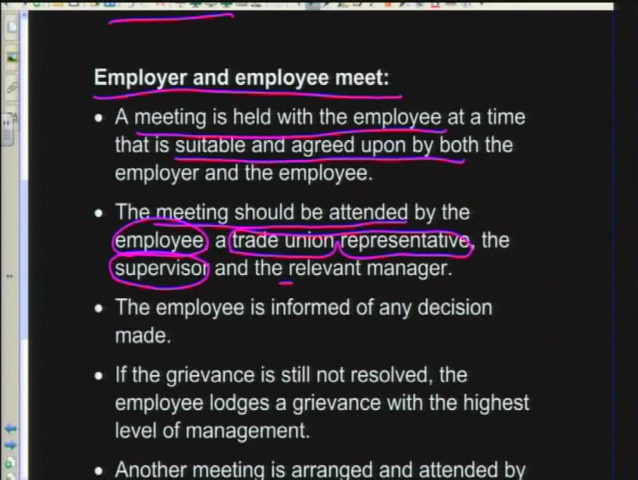 Employer and employee meet:
• A meeting is held with the employee at a time
that is suitable and agreed upon by both the
employer and the employee.
• The meeting should be attended by the
employee a trade union representative, the
supervisor and the relevant manager.
• The employee is informed of any decision
made.
• If the grievance is still not resolved, the
employee lodges a grievance with the highest
level of management.
• Another meeting is arranged and attended by